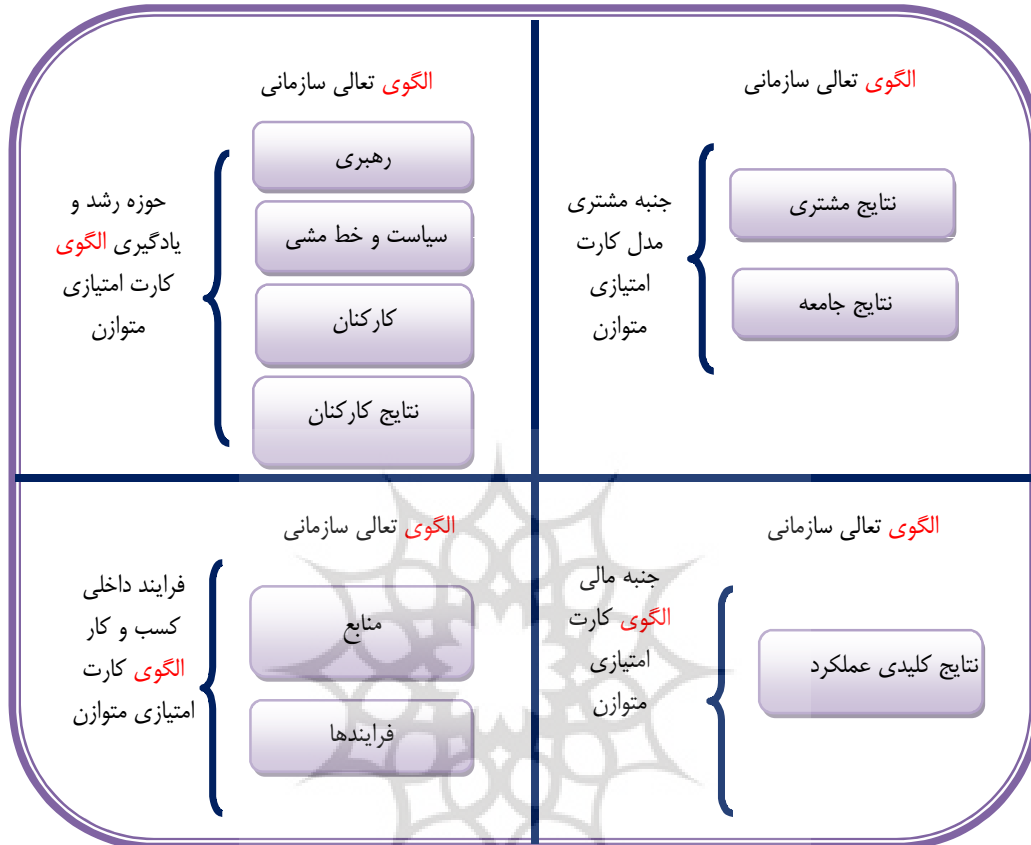 الگوی تعالی سازمانی
نتایج مشتری
نتایج جامعه
جنبه مشتری
مدل کارت
امتیازی
متوازن
الگوی تعالی سازمانی
رهبری
سیاست و خط مشی
کارکنان
نتایج کارکنان
حوزه رشد و
یادگیری الگوی
کارت امتیازی
متوازن
الگوی تعالی سازمانی
نتایج کلیدی عملکرد
جنبه مالی
الگوی کارت
امتیازی
متوازن
الگوی تعالی سازمانی
منابع
فرایندها
فرایند داخلی
کسب و کار
الگوی کارت
امتیازی متوازن